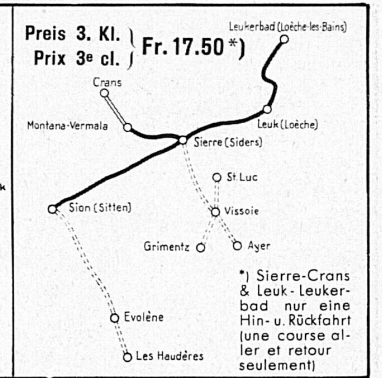 Preis 3. Kl.
Prix 3e cl.
Fr. 17.50 *)
Leukerbad (Loèche-les-Bains)
Crans
Montana-Vermala
Leuk (Loèche)
Sierre (Siders)
St. Luc
Sion (Sitten)
Vissoie
Grimentz
Ayer
*) Sierre-Crans
& Leuk-Leuker-
bad nur eine
Hin- u. Rückfahrt
(une course al-
ler et retour
seulement)
Evolène
Les Haudères